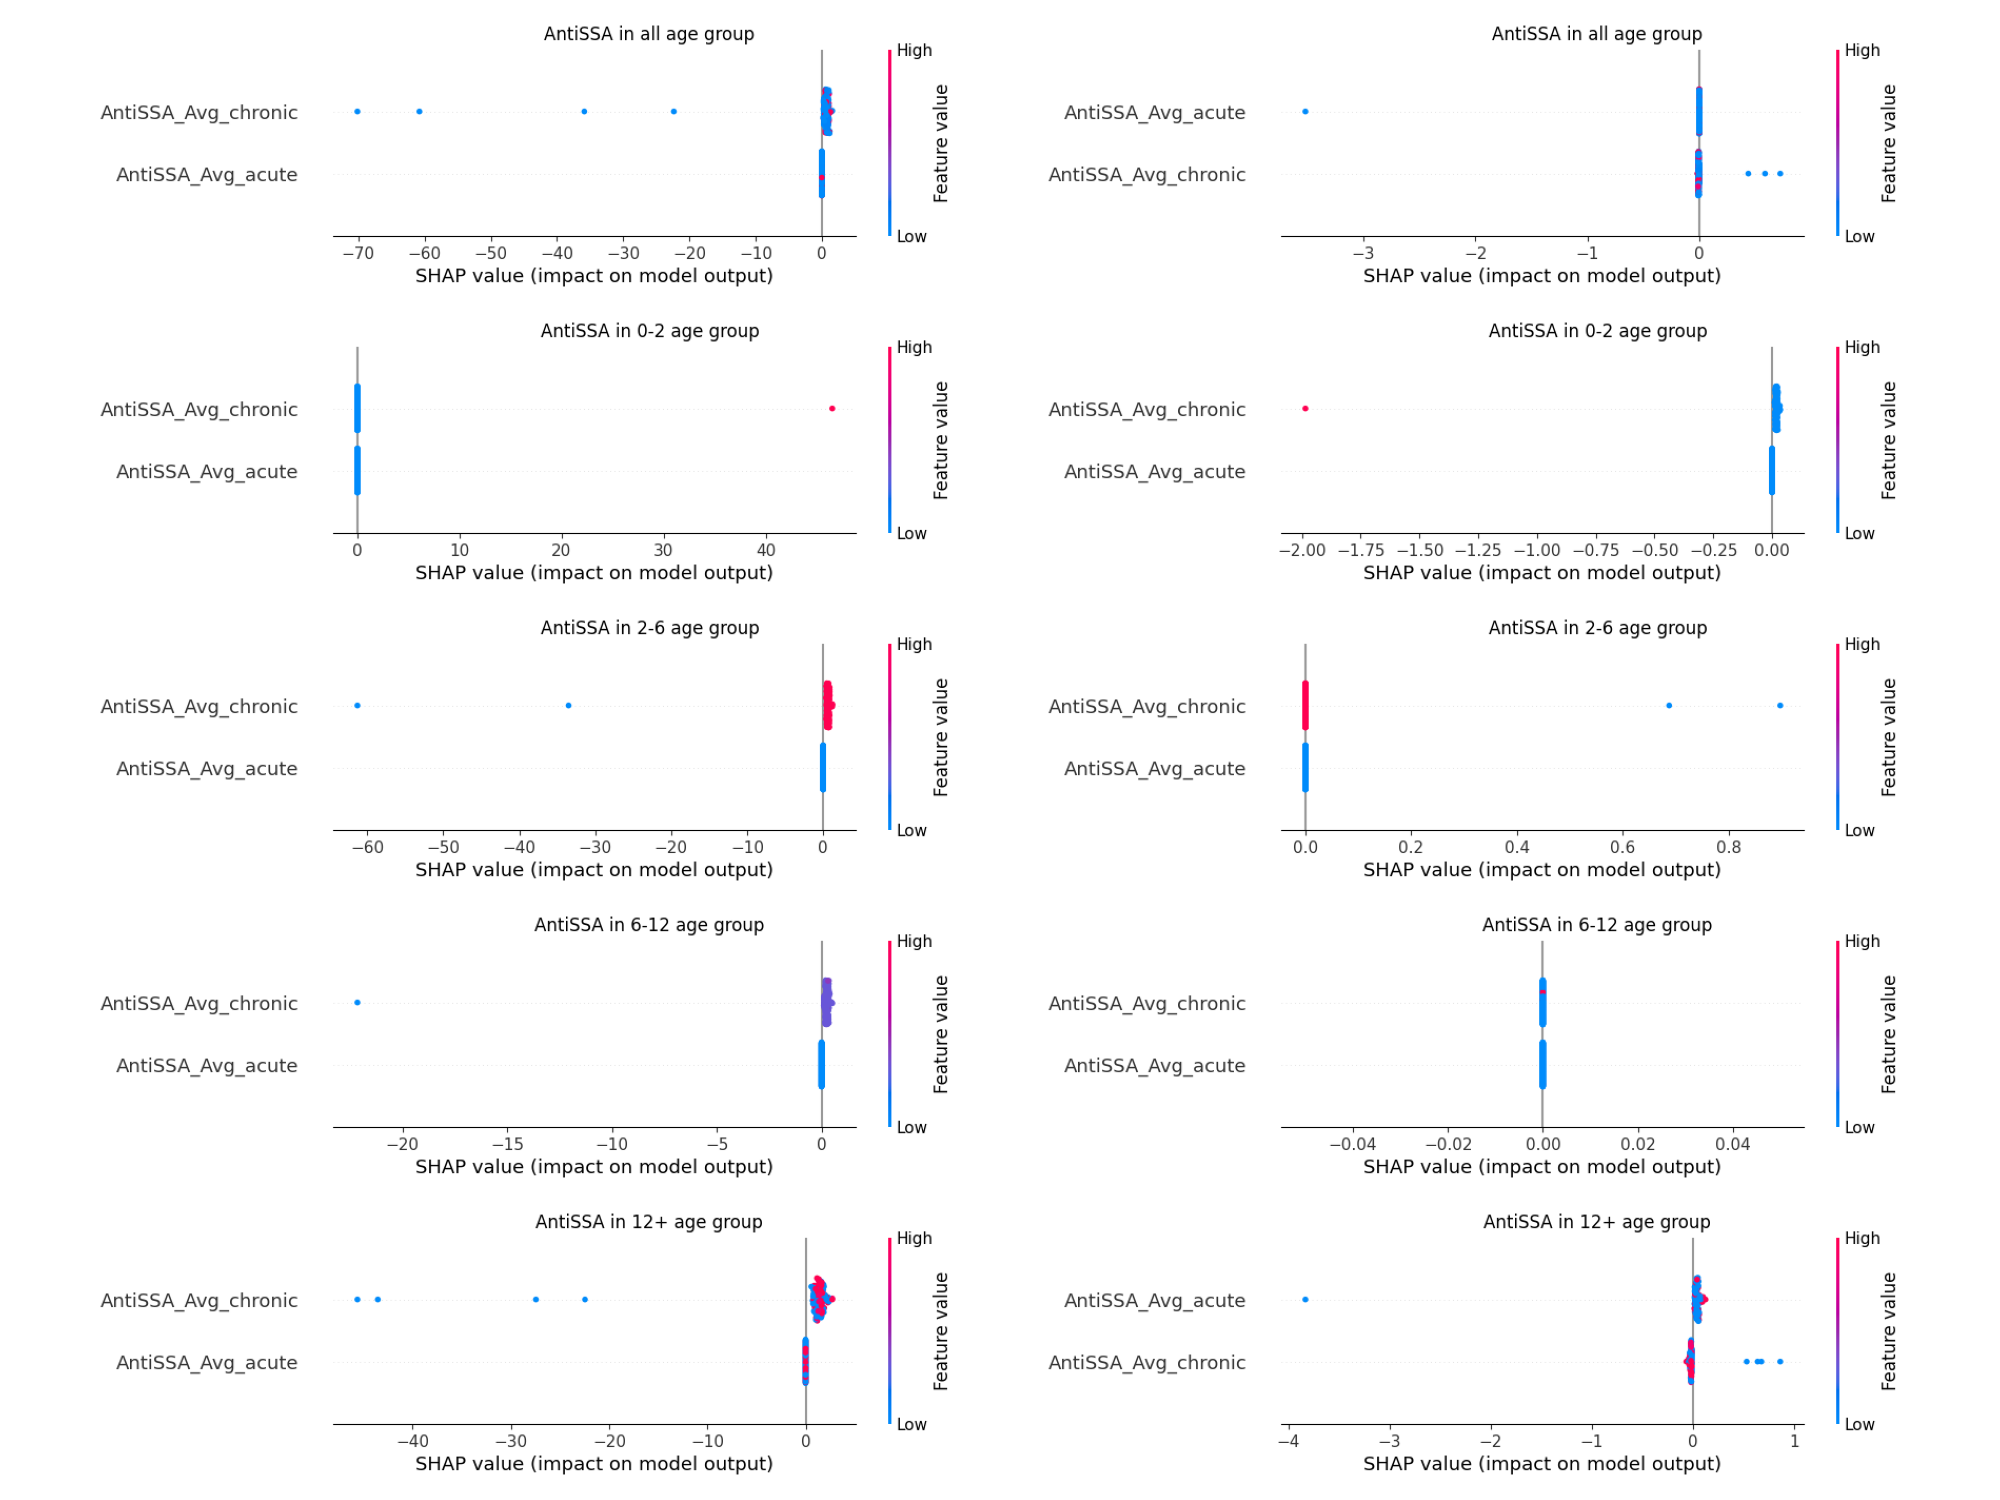 AntiSSA in all age group
High
AntiSSA_Avg_chronic
AntiSSA_Avg_acute
Feature value
Low
−70 −60 −50 −40 −30 −20 −10 0
SHAP value (impact on model output)
AntiSSA in all age group
High
AntiSSA_Avg_acute
AntiSSA_Avg_chronic
Feature value
Low
−3 −2 −1 0
SHAP value (impact on model output)
AntiSSA in 0-2 age group
High
AntiSSA_Avg_chronic
AntiSSA_Avg_acute
Feature value
Low
0 10 20 30 40
SHAP value (impact on model output)
AntiSSA in 0-2 age group
High
AntiSSA_Avg_chronic
AntiSSA_Avg_acute
Feature value
Low
−2.00 −1.75 −1.50 −1.25 −1.00 −0.75 −0.50 −0.25 0.00
SHAP value (impact on model output)
AntiSSA in 2-6 age group
High
AntiSSA_Avg_chronic
AntiSSA_Avg_acute
Feature value
Low
−60 −50 −40 −30 −20 −10 0
SHAP value (impact on model output)
AntiSSA in 2-6 age group
High
AntiSSA_Avg_chronic
AntiSSA_Avg_acute
Feature value
Low
0.0 0.2 0.4 0.6 0.8
SHAP value (impact on model output)
AntiSSA in 6-12 age group
High
AntiSSA_Avg_chronic
AntiSSA_Avg_acute
Feature value
Low
−20 −15 −10 −5 0
SHAP value (impact on model output)
AntiSSA in 6-12 age group
High
AntiSSA_Avg_chronic
AntiSSA_Avg_acute
Feature value
Low
−0.04 −0.02 0.00 0.02 0.04
SHAP value (impact on model output)
AntiSSA in 12+ age group
High
AntiSSA_Avg_chronic
AntiSSA_Avg_acute
Feature value
Low
−40 −30 −20 −10 0
SHAP value (impact on model output)
AntiSSA in 12+ age group
High
AntiSSA_Avg_acute
AntiSSA_Avg_chronic
Feature value
Low
−4 −3 −2 −1 0 1
SHAP value (impact on model output)